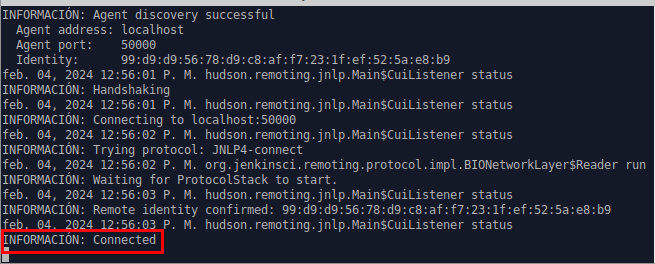 INFORMACIÓN: Agent discovery successful
  Agent address: localhost
  Agent port:    50000
  Identity:      99:d9:d9:56:78:d9:c8:af:f7:23:1f:ef:52:5a:e8:b9
feb. 04, 2024 12:56:01 P. M. hudson.remoting.jnlp.Main$CuiListener status
INFORMACIÓN: Handshaking
feb. 04, 2024 12:56:01 P. M. hudson.remoting.jnlp.Main$CuiListener status
INFORMACIÓN: Connecting to localhost:50000
feb. 04, 2024 12:56:02 P. M. hudson.remoting.jnlp.Main$CuiListener status
INFORMACIÓN: Trying protocol: JNLP4-connect
feb. 04, 2024 12:56:02 P. M. org.jenkinsci.remoting.protocol.impl.BIONetworkLayer$Reader run
INFORMACIÓN: Waiting for ProtocolStack to start.
feb. 04, 2024 12:56:03 P. M. hudson.remoting.jnlp.Main$CuiListener status
INFORMACIÓN: Remote identity confirmed: 99:d9:d9:56:78:d9:c8:af:f7:23:1f:ef:52:5a:e8:b9
feb. 04, 2024 12:56:03 P. M. hudson.remoting.jnlp.Main$CuiListener status
INFORMACIÓN: Connected